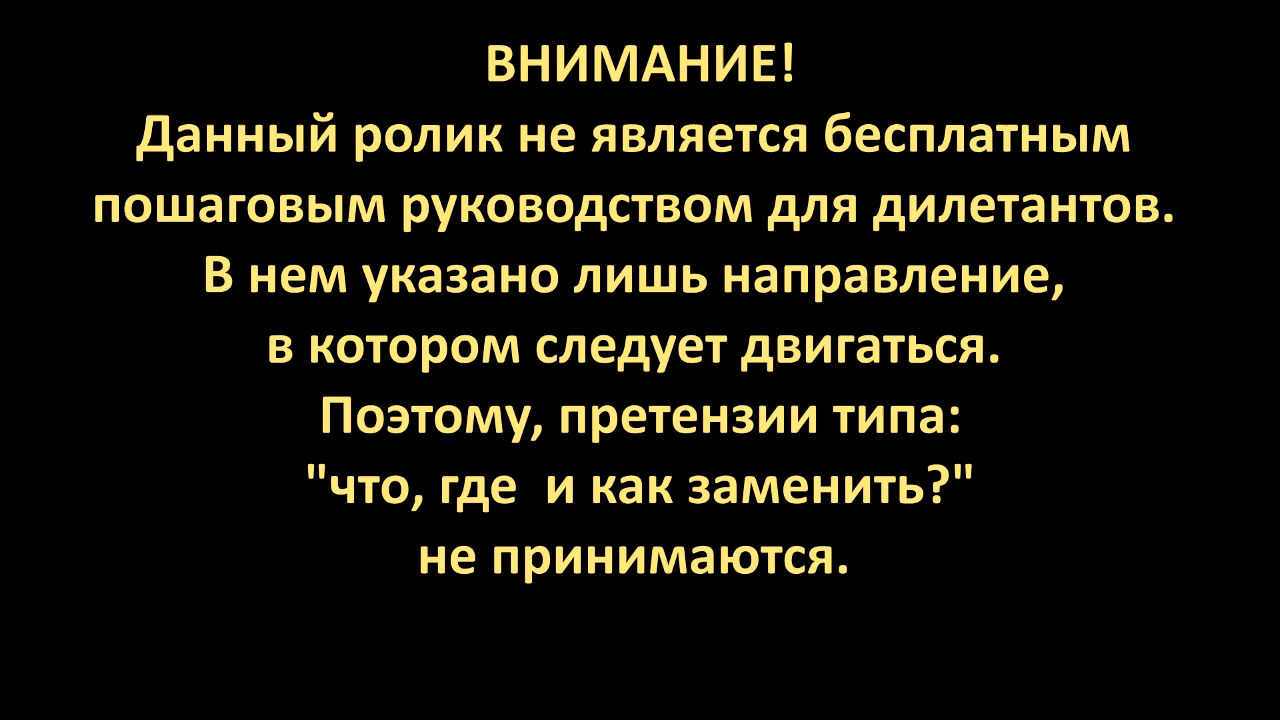 ВНИМАНИЕ!
Данный ролик не является бесплатным
пошаговым руководством для дилетантов.
В нем указано лишь направление,
в котором следует двигаться.
Поэтому, претензии типа:
"что, где  и как заменить?"
не принимаются.